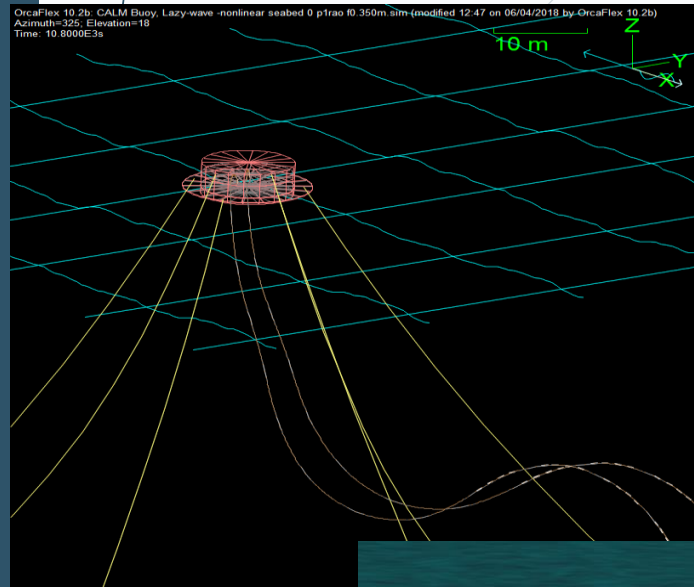 OrcaFlex 10.2b: CALM Buoy, Lazy-wave -nonlinear seabed 0 p1rao f0.350m.sim (modified 12:47 on 06/04/2018 by OrcaFlex 10.2b)
Azimuth=325; Elevation=18
Time: 10.8000E3s
10 m
Z
Y
X